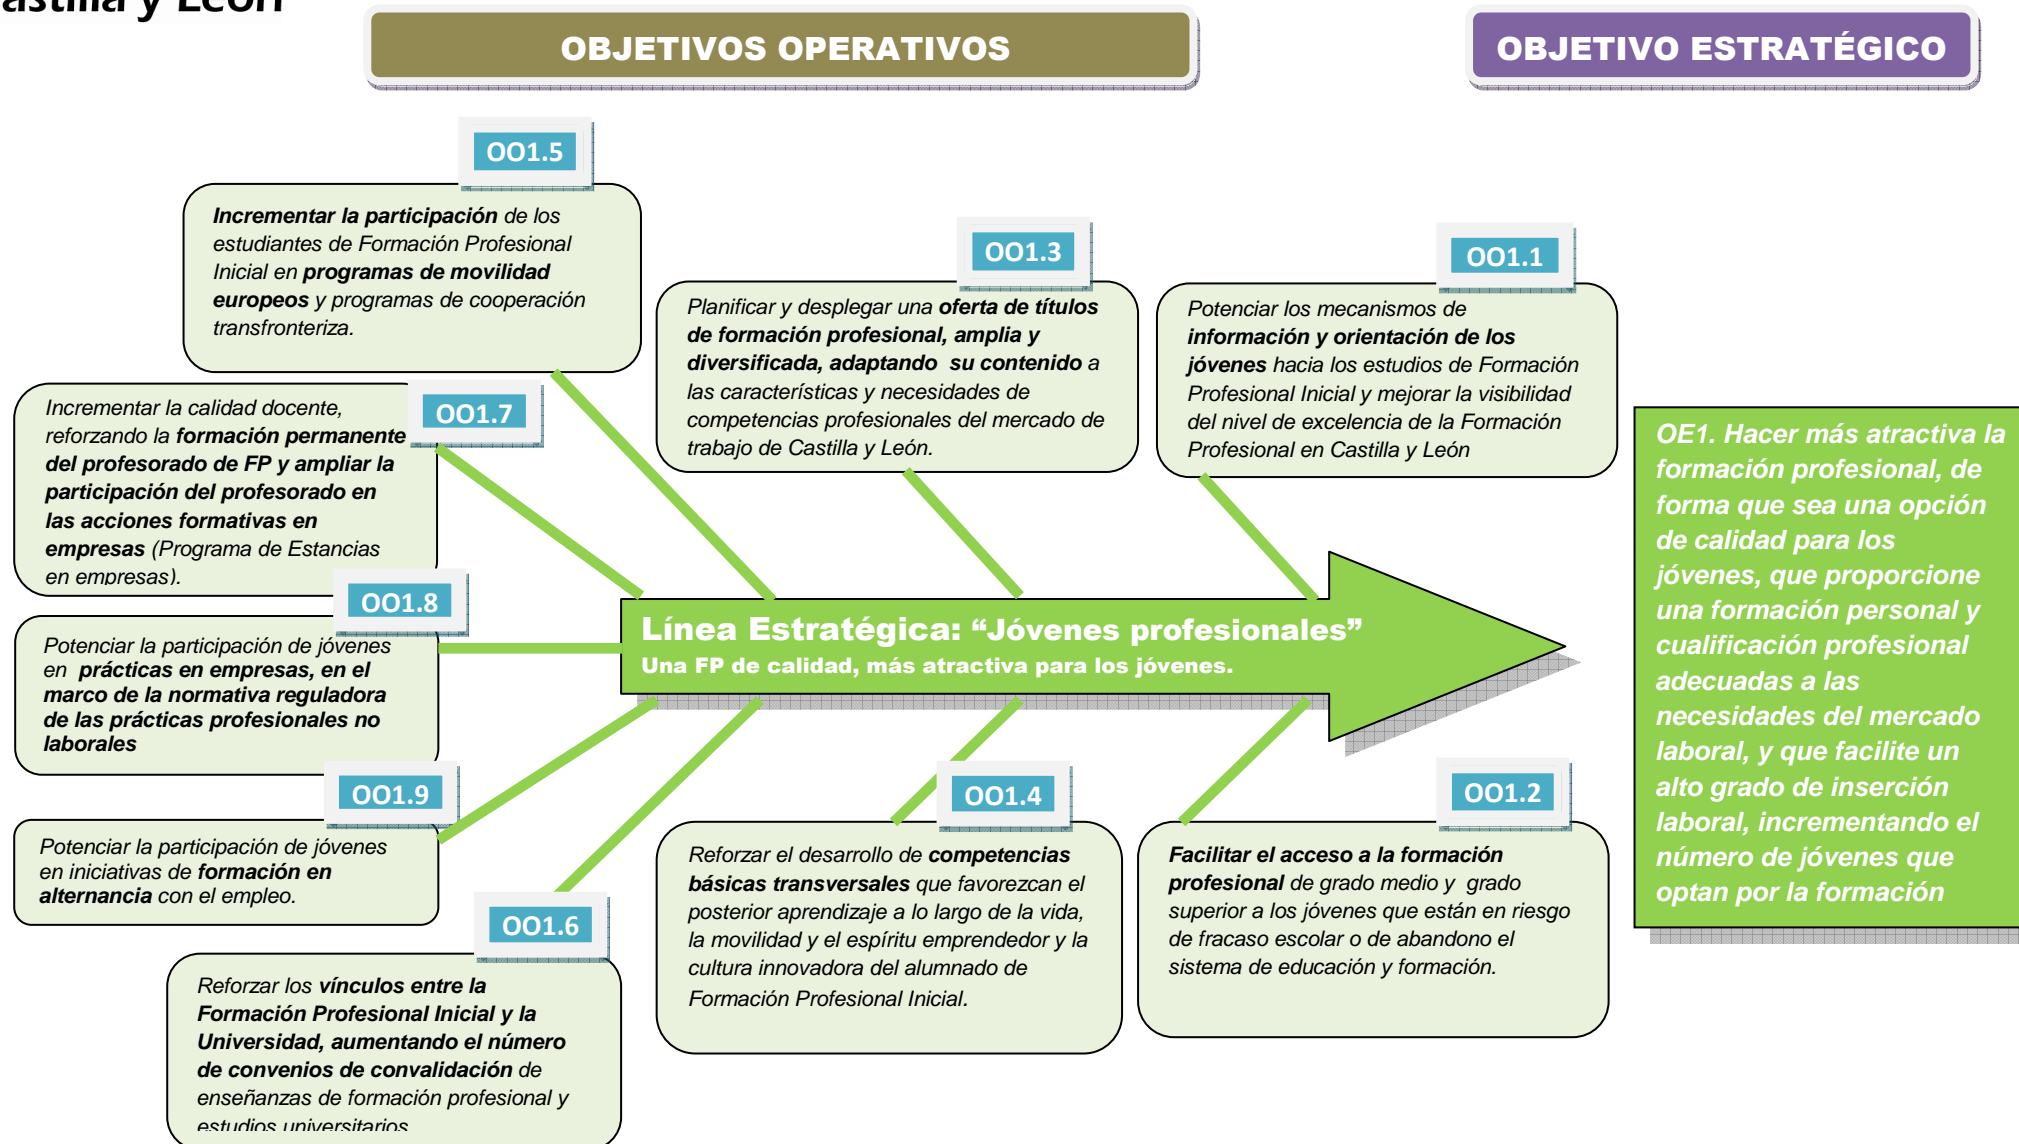 Castilla y León
OBJETIVOS OPERATIVOS
OBJETIVO ESTRATÉGICO
OO1.5
Incrementar la participación de los
estudiantes de Formación Profesional
Inicial en programas de movilidad
europeos y programas de cooperación
transfronteriza.
OO1.3
Planificar y desplegar una oferta de títulos
de formación profesional, amplia y
diversificada, adaptando su contenido a
las características y necesidades de
competencias profesionales del mercado de
trabajo de Castilla y León.
OO1.1
Potenciar los mecanismos de
información y orientación de los
jóvenes hacia los estudios de Formación
Profesional Inicial y mejorar la visibilidad
del nivel de excelencia de la Formación
Profesional en Castilla y León
OO1.7
Incrementar la calidad docente,
reforzando la formación permanente
del profesorado de FP y ampliar la
participación del profesorado en
las acciones formativas en
empresas (Programa de Estancias
en empresas).
OO1.8
Potenciar la participación de jóvenes
en prácticas en empresas, en el
marco de la normativa reguladora
de las prácticas profesionales no
laborales
Línea Estratégica: “Jóvenes profesionales”
Una FP de calidad, más atractiva para los jóvenes.
OE1. Hacer más atractiva la
formación profesional, de
forma que sea una opción
de calidad para los
jóvenes, que proporcione
una formación personal y
cualificación profesional
adecuadas a las
necesidades del mercado
laboral, y que facilite un
alto grado de inserción
laboral, incrementando el
número de jóvenes que
optan por la formación
OO1.9
Potenciar la participación de jóvenes
en iniciativas de formación en
alternancia con el empleo.
OO1.6
Reforzar los vínculos entre la
Formación Profesional Inicial y la
Universidad, aumentando el número
de convenios de convalidación de
enseñanzas de formación profesional y
estudios universitarios
OO1.4
Reforzar el desarrollo de competencias
básicas transversales que favorezcan el
posterior aprendizaje a lo largo de la vida,
la movilidad y el espíritu emprendedor y la
cultura innovadora del alumnado de
Formación Profesional Inicial.
OO1.2
Facilitar el acceso a la formación
profesional de grado medio y grado
superior a los jóvenes que están en riesgo
de fracaso escolar o de abandono el
sistema de educación y formación.